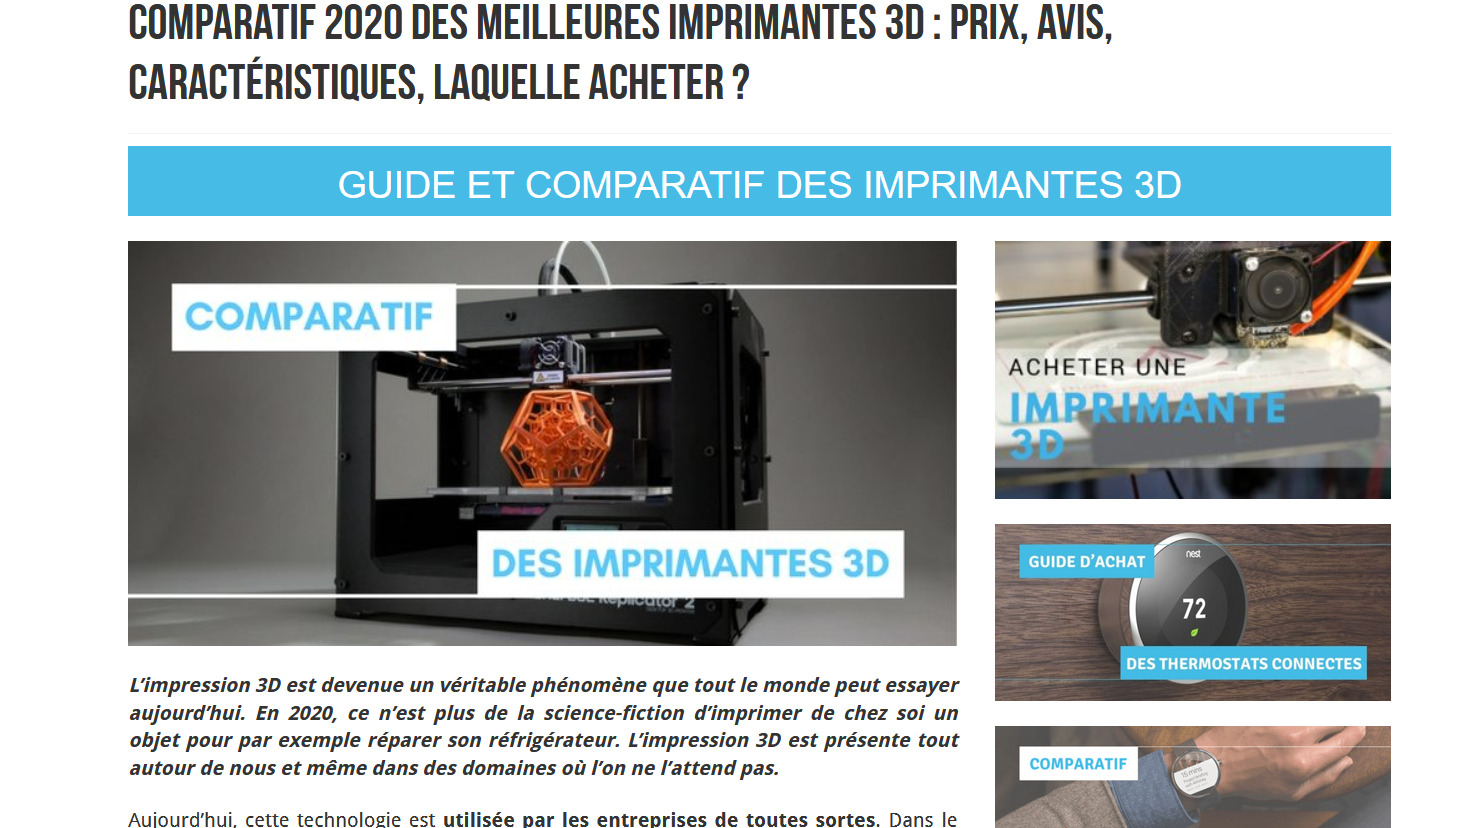 COMPARATIF 2020 DES MEILLEURES IMPRIMANTES 3D : PRIX, AVIS,
CARACTÉRISTIQUES, LAQUELLE ACHETER ?
GUIDE ET COMPARATIF DES IMPRIMANTES 3D
COMPARATIF
DES IMPRIMANTES 3D
Replicator 2
L’impression 3D est devenue un véritable phénomène que tout le monde peut essayer
aujourd’hui. En 2020, ce n’est plus de la science-fiction d’imprimer de chez soi un
objet pour par exemple réparer son réfrigérateur. L’impression 3D est présente tout
autour de nous et même dans des domaines où l’on ne l’attend pas.
Aujourd’hui, cette technologie est utilisée par les entreprises de toutes sortes. Dans le
ACHETER UNE
IMPRIMANTE
3D
nest
GUIDE D’ACHAT
72
DES THERMOSTATS CONNECTES
COMPARATIF
15 mins